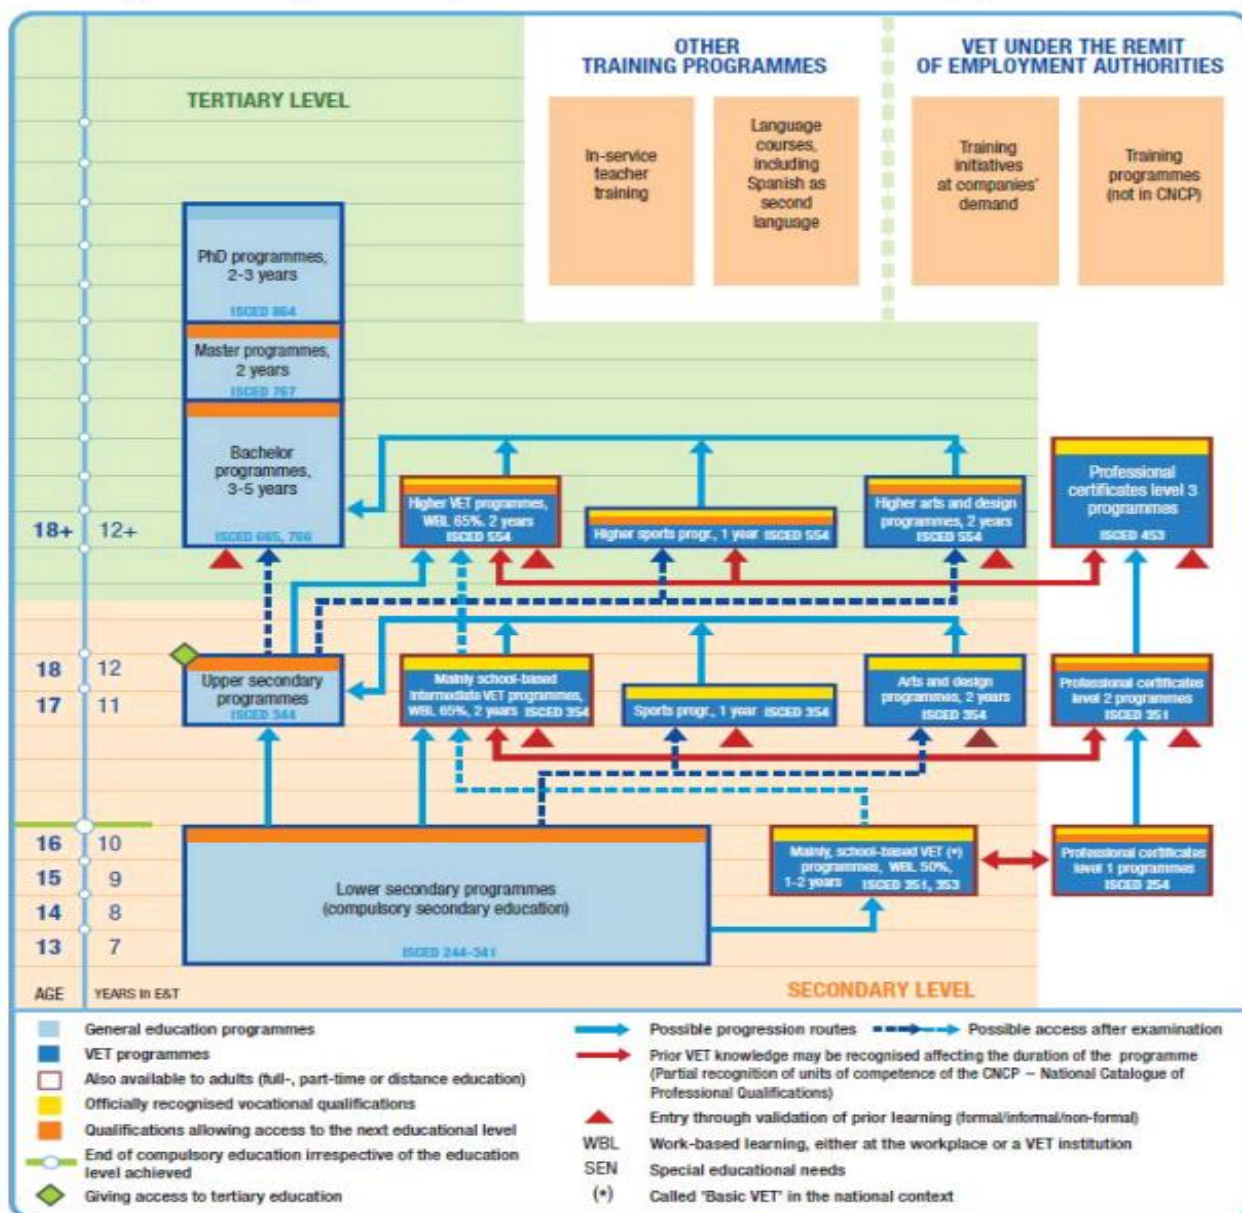 OTHER
TRAINING PROGRAMMES
VET UNDER THE REMIT
OF EMPLOYMENT AUTHORITIES
TERTIARY LEVEL
In-service
teacher
training
Language
courses,
including
Spanish as
second
language
Training
initiatives
at companies'
demand
Training
programmes
(not in CNCP)
PhD programmes,
2-3 years
ISCED 864
Master programmes,
2 years
ISCED 767
Bachelor
programmes,
3-5 years
ISCED 665, 766
18+ 12+
Higher VET programmes,
WBL 65%. 2 years
ISCED 554
Higher sports progr., 1 year ISCED 554
Higher arts and design
programmes, 2 years
ISCED 554
Professional
certificates level 3
programmes
ISCED 453
18 12
17 11
Upper secondary
programmes
ISCED 344
Mainly school-based
Intermediate VET programmes,
WBL 65%, 2 years ISCED 354
Sports progr., 1 year ISCED 354
Arts and design
programmes, 2 years
ISCED 354
Professional certificates
level 2 programmes
ISCED 351
16 10
15 9
14 8
13 7
Lower secondary programmes
(compulsory secondary education)
ISCED 244-341
Mainly, school-based VET (*)
programmes, WBL 50%,
1-2 years ISCED 351, 353
Professional certificates
level 1 programmes
ISCED 254
AGE YEARS in E&T
SECONDARY LEVEL
General education programmes
VET programmes
Also available to adults (full-, part-time or distance education)
Officially recognised vocational qualifications
Qualifications allowing access to the next educational level
End of compulsory education irrespective of the education
level achieved
Giving access to tertiary education
Possible progression routes
Possible access after examination
Prior VET knowledge may be recognised affecting the duration of the programme
(Partial recognition of units of competence of the CNCP – National Catalogue of
Professional Qualifications)
Entry through validation of prior learning (formal/informal/non-formal)
WBL Work-based learning, either at the workplace or a VET institution
SEN Special educational needs
(*) Called 'Basic VET' in the national context